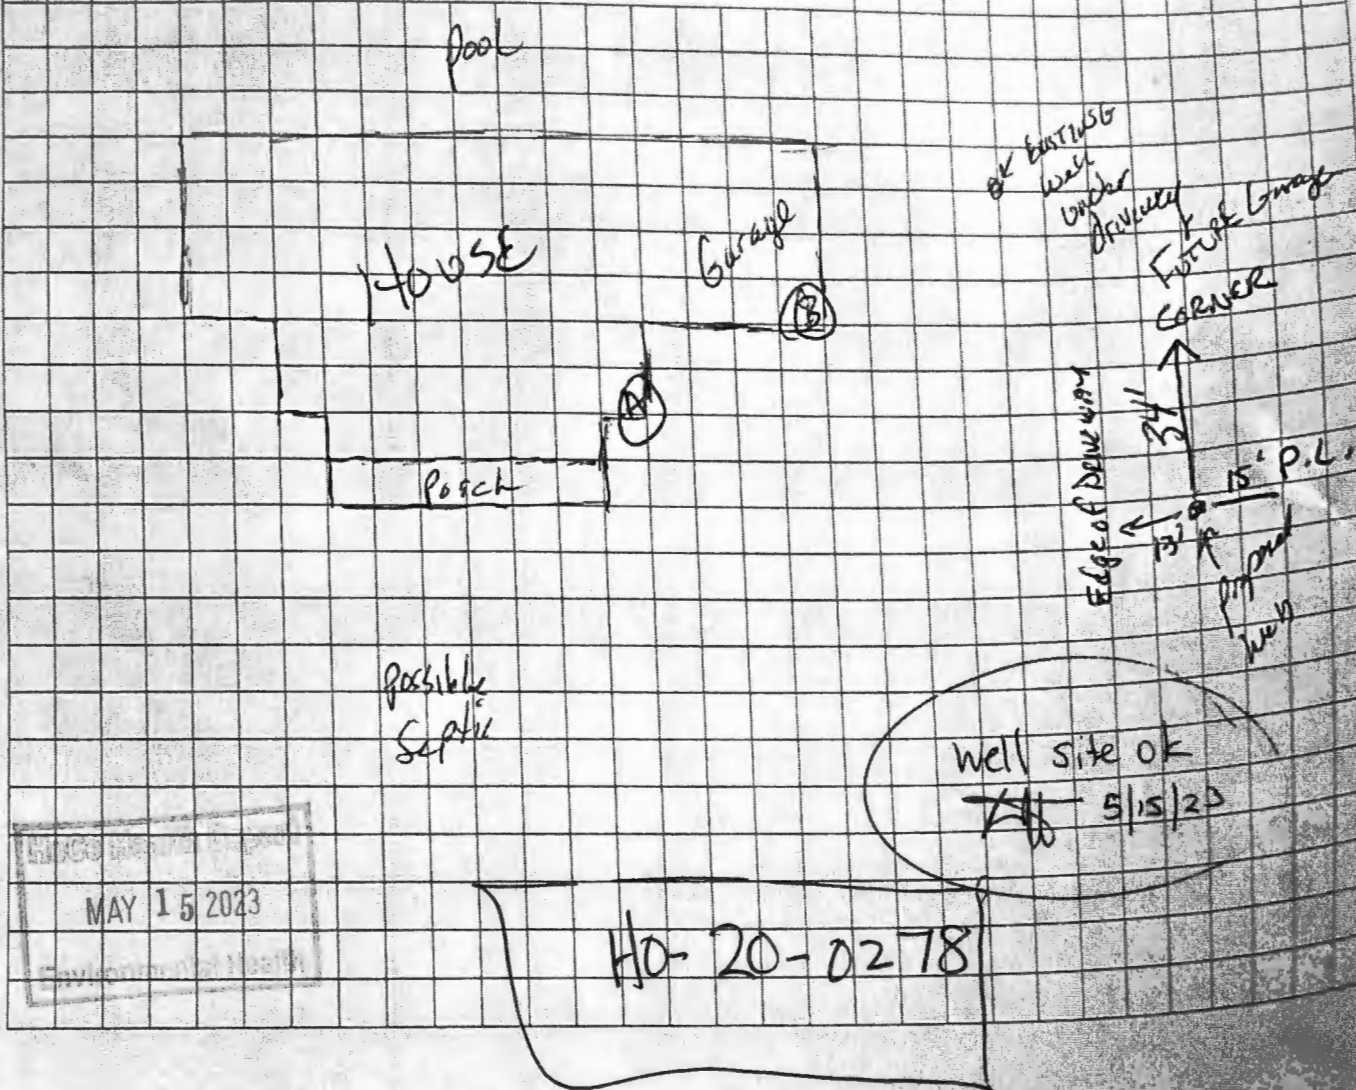 Pool
House
Garage
B
A
Porch
EXISTING
Well
under
driveway
FUTURE Garage
CORNER
Edge of Driveway
34'
15' P.L.
13'
proposed
well
possible
septic
Well site ok
5/15/23
MAY 15 2023
Environmental Health
HO-20-0278